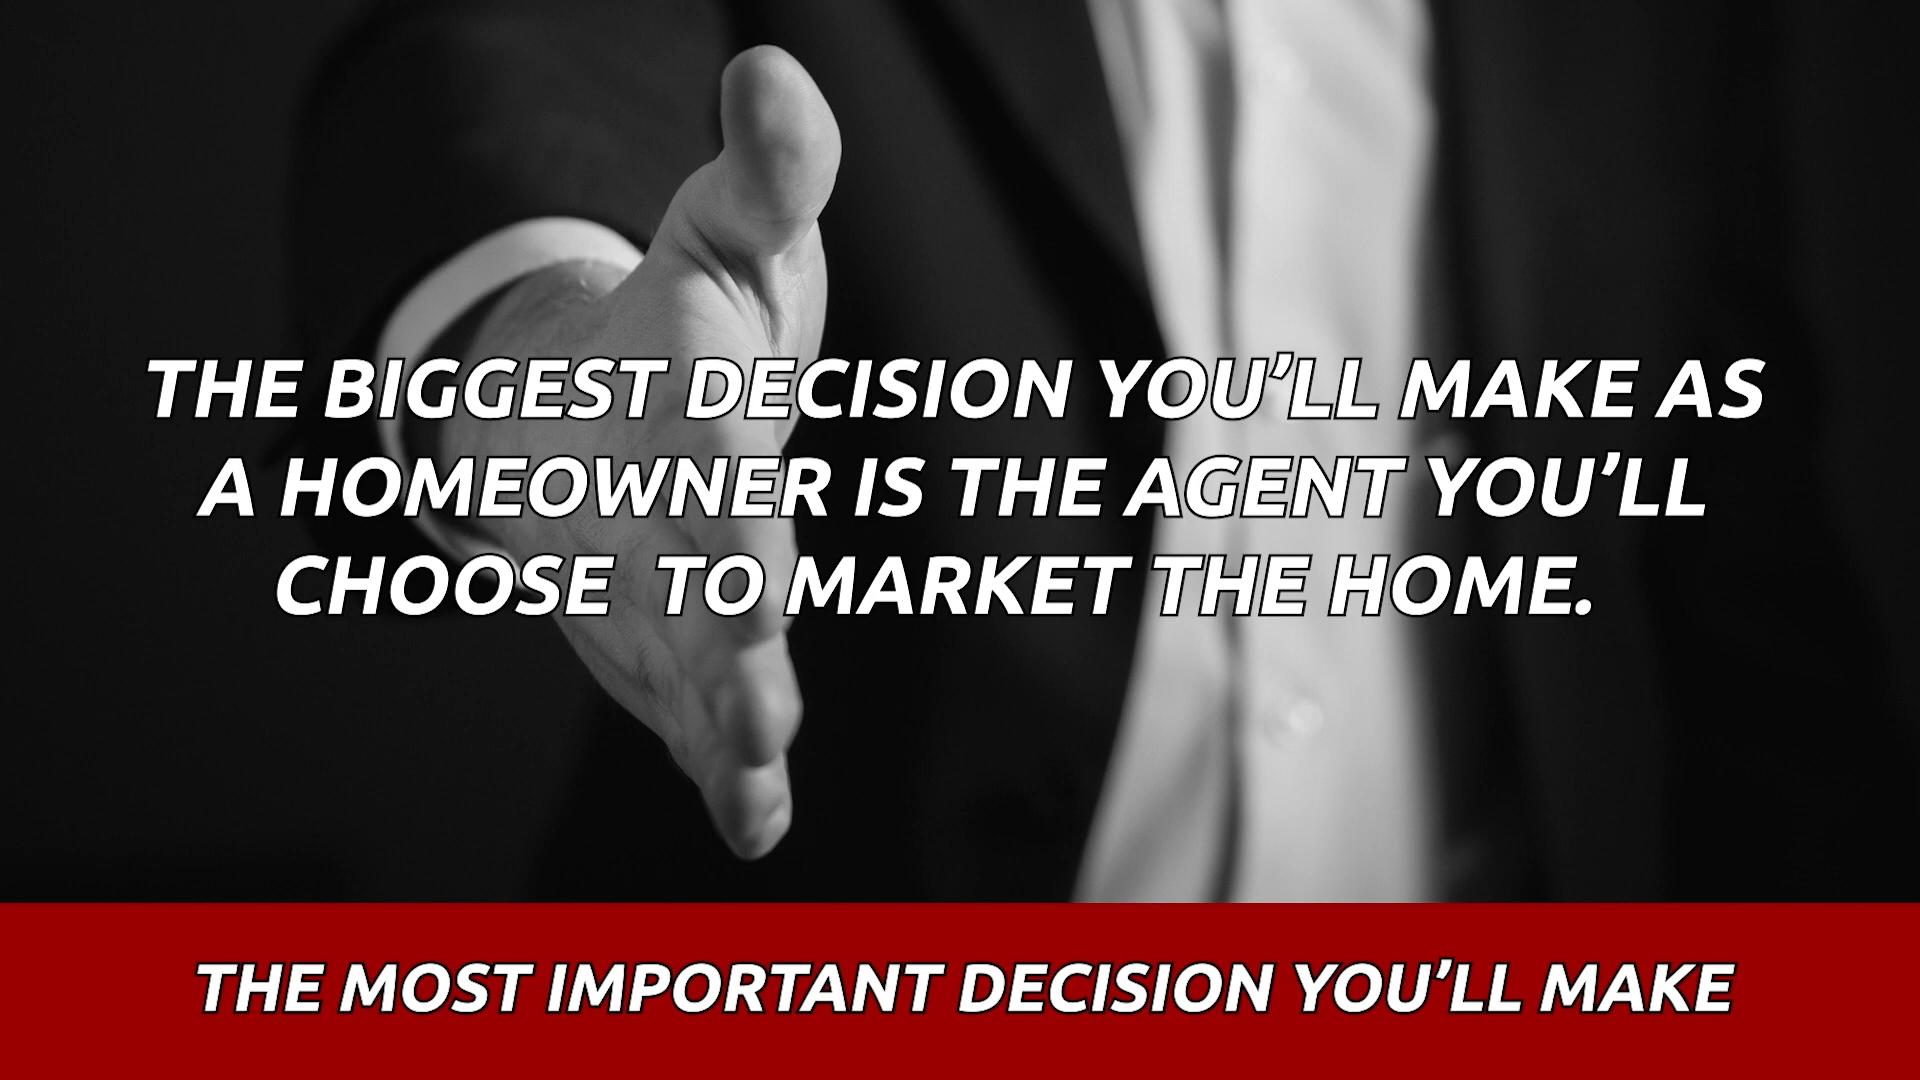 THE BIGGEST DECISION YOU’LL MAKE AS
A HOMEOWNER IS THE AGENT YOU’LL
CHOOSE  TO MARKET THE HOME.
THE MOST IMPORTANT DECISION YOU’LL MAKE